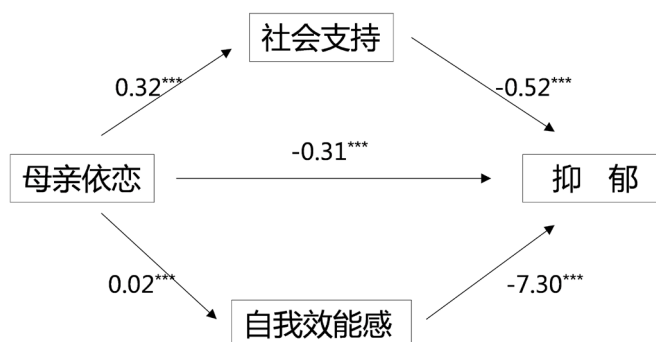 社会支持
0.32***
-0.52***
-0.31***
母亲依恋
抑 郁
0.02***
-7.30***
自我效能感